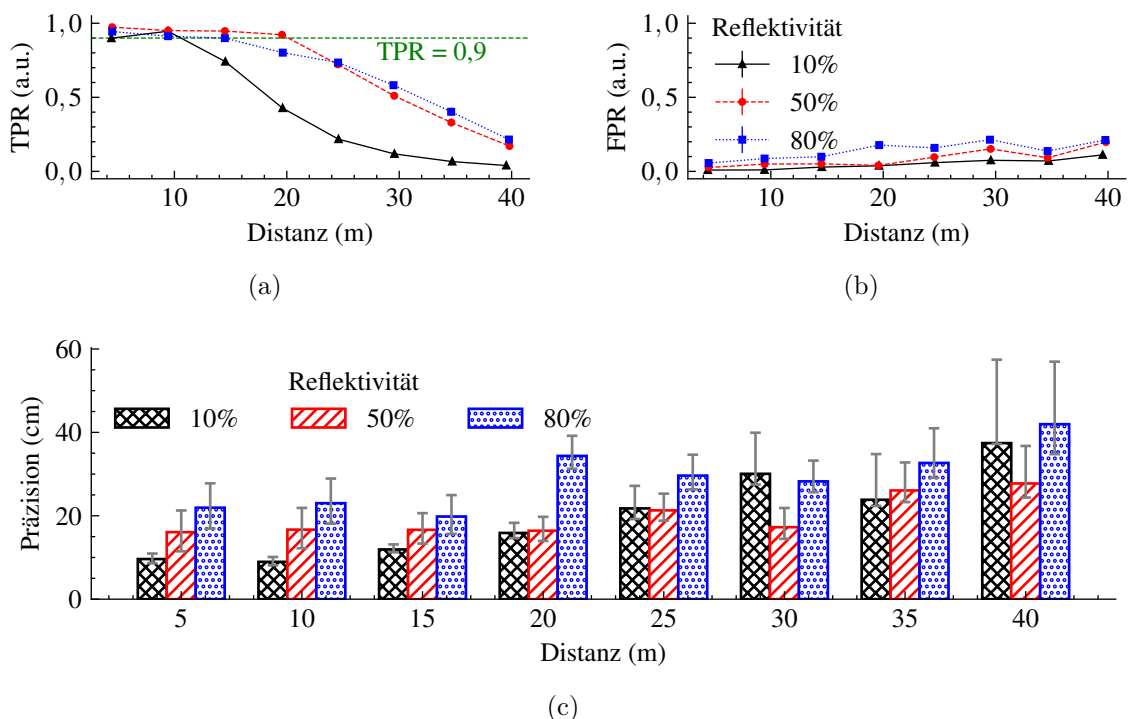 TPR (a.u.)
1, 0
0, 5
0, 0
TPR = 0,9
10 20 30 40
Distanz (m)
(a)
FPR (a.u.)
1, 0
0, 5
0, 0
Reflektivität
10%
50%
80%
10 20 30 40
Distanz (m)
(b)
Präzision (cm)
60
40
20
0
Reflektivität
10% 50% 80%
5 10 15 20 25 30 35 40
Distanz (m)
(c)